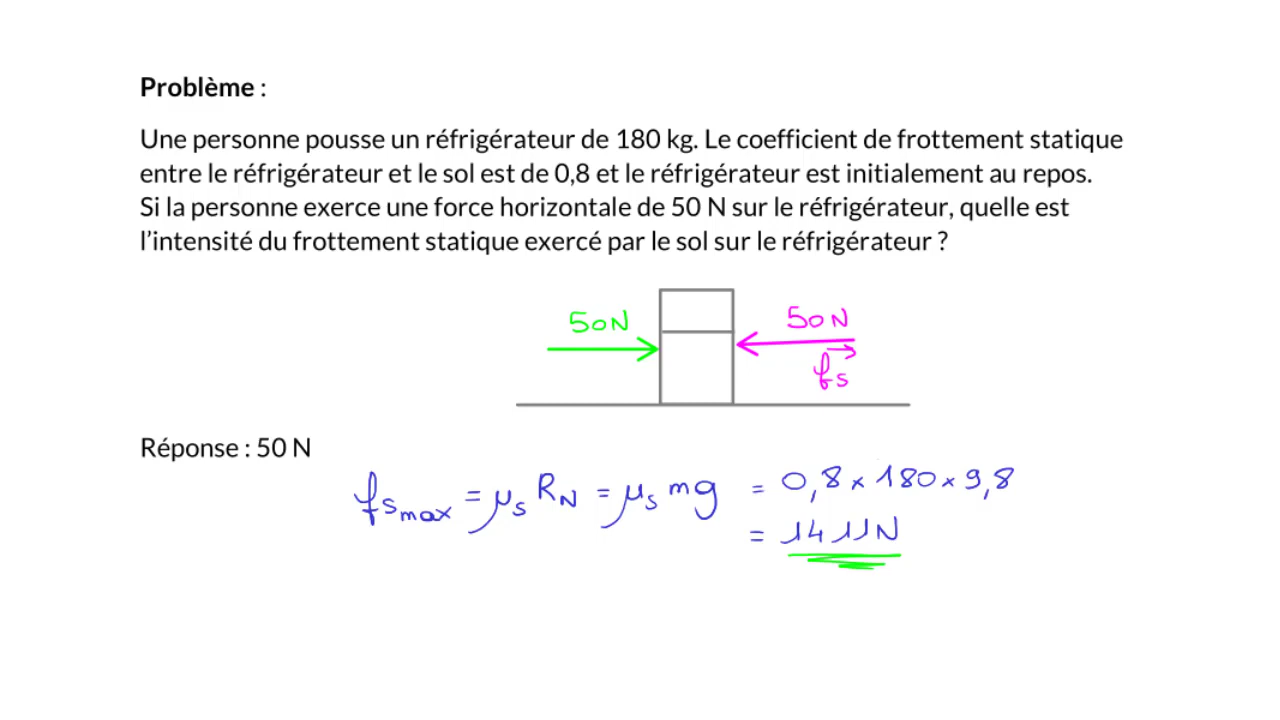 Problème :
Une personne pousse un réfrigérateur de 180 kg. Le coefficient de frottement statique
entre le réfrigérateur et le sol est de 0,8 et le réfrigérateur est initialement au repos.
Si la personne exerce une force horizontale de 50 N sur le réfrigérateur, quelle est
l’intensité du frottement statique exercé par le sol sur le réfrigérateur ?
50N
50N
fs
Réponse : 50 N
fsmax = μs RN = μs mg = 0,8 × 180 × 9,8
= 1411N